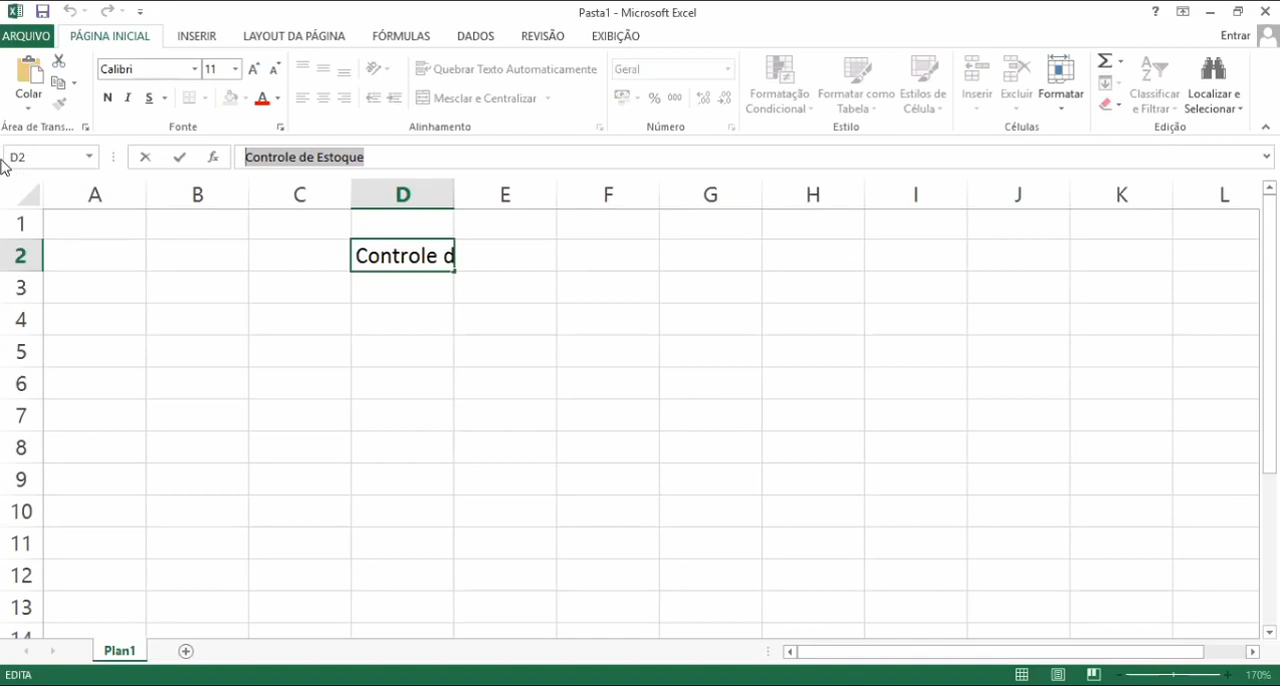 Pasta1 - Microsoft Excel
?
ARQUIVO PÁGINA INICIAL INSERIR LAYOUT DA PÁGINA FÓRMULAS DADOS REVISÃO EXIBIÇÃO Entrar
Colar
Calibri 11
Quebrar Texto Automaticamente
Geral
N I S A
Mesclar e Centralizar
% 000
Formatação Condicional
Formatar como Tabela
Estilos de Célula
Inserir Excluir Formatar
Classificar e Filtrar
Localizar e Selecionar
Área de Trans... Fonte Alinhamento Número Estilo Células Edição
D2 fx Controle de Estoque
A B C D E F G H I J K L
1
2 Controle d
3
4
5
6
7
8
9
10
11
12
13
14
Plan1
EDITA 170%